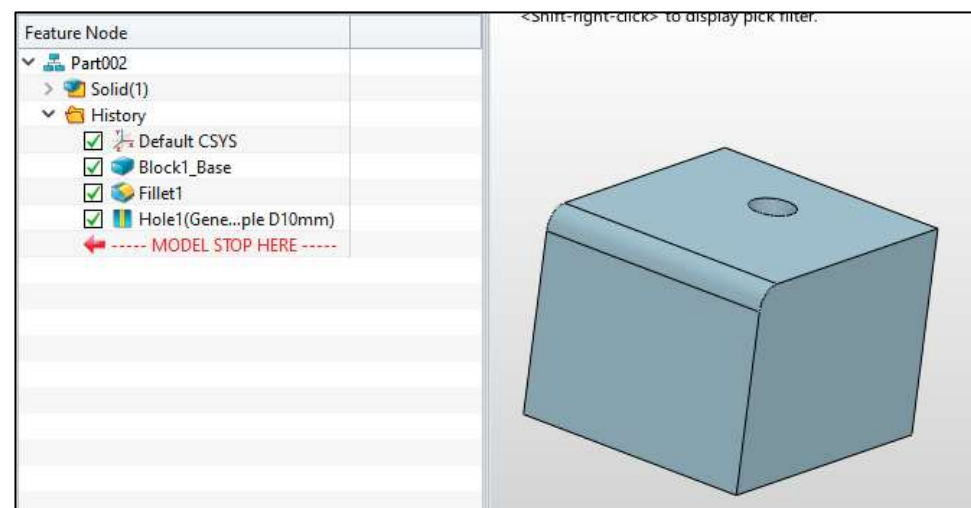 Feature Node
Part002
Solid(1)
History
Default CSYS
Block1_Base
Fillet1
Hole1(Gene...ple D10mm)
----- MODEL STOP HERE -----
<Shift-right-click> to display pick filter.